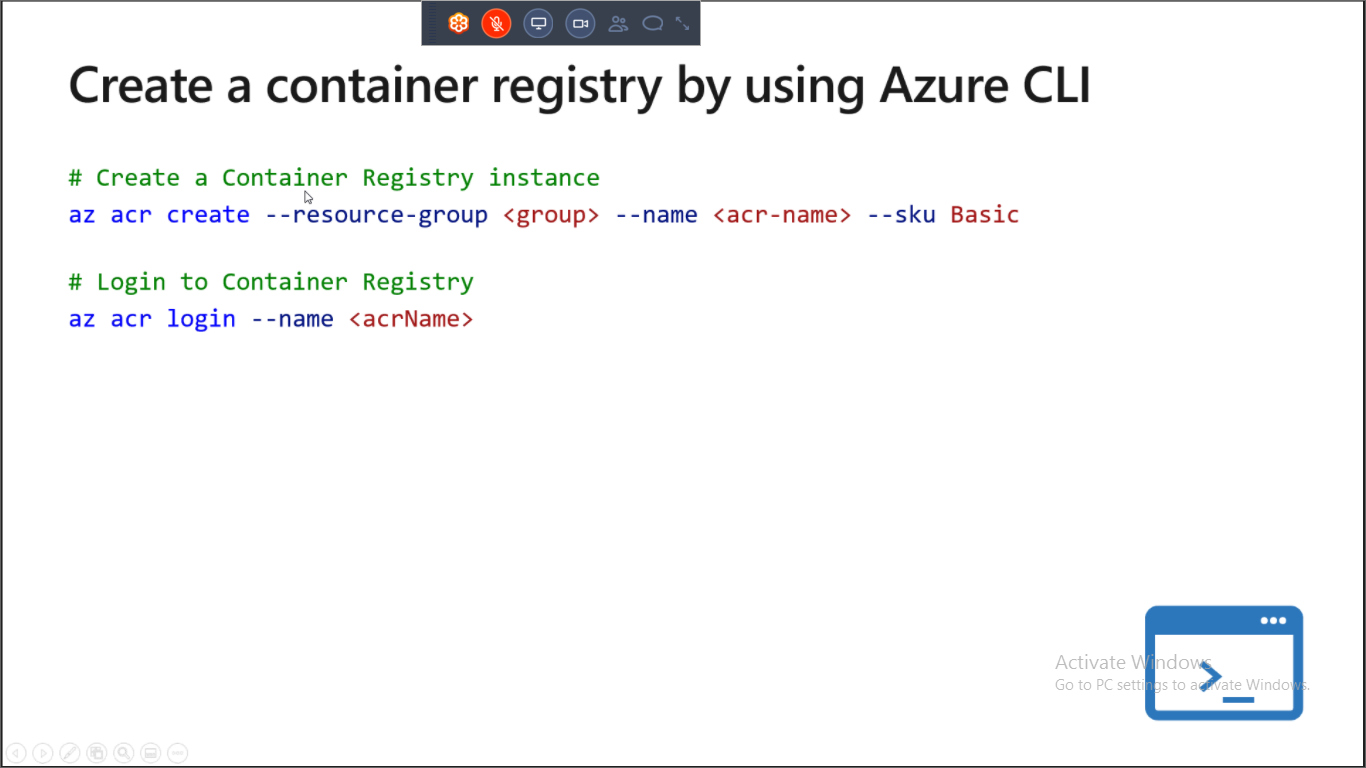 Create a container registry by using Azure CLI
# Create a Container Registry instance
az acr create --resource-group <group> --name <acr-name> --sku Basic
# Login to Container Registry
az acr login --name <acrName>
Activate Windows
Go to PC settings to activate Windows.